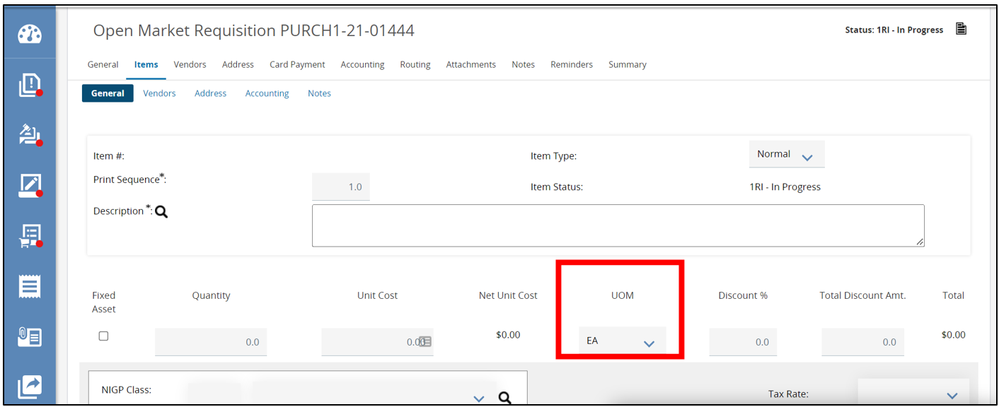 Open Market Requisition PURCH1-21-01444
Status: 1RI - In Progress
General Items Vendors Address Card Payment Accounting Routing Attachments Notes Reminders Summary
General Vendors Address Accounting Notes
Item #:
Item Type: Normal
Print Sequence*: 1.0
Item Status: 1RI - In Progress
Description *:
Fixed Asset Quantity Unit Cost Net Unit Cost UOM Discount % Total Discount Amt. Total
0.0 0.00 $0.00 EA 0.0 0.0 $0.00
NIGP Class:
Tax Rate: